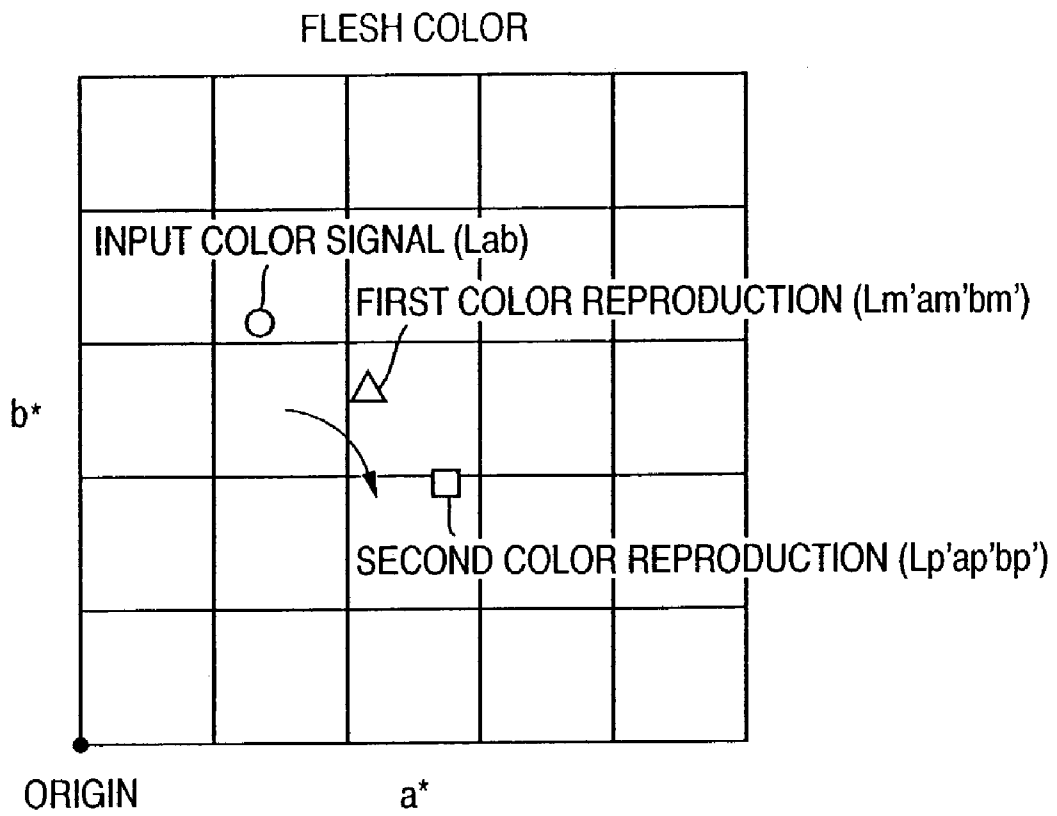 FLESH COLOR
INPUT COLOR SIGNAL (Lab)
FIRST COLOR REPRODUCTION (Lm'am'bm')
b*
SECOND COLOR REPRODUCTION (Lp'ap'bp')
ORIGIN
a*